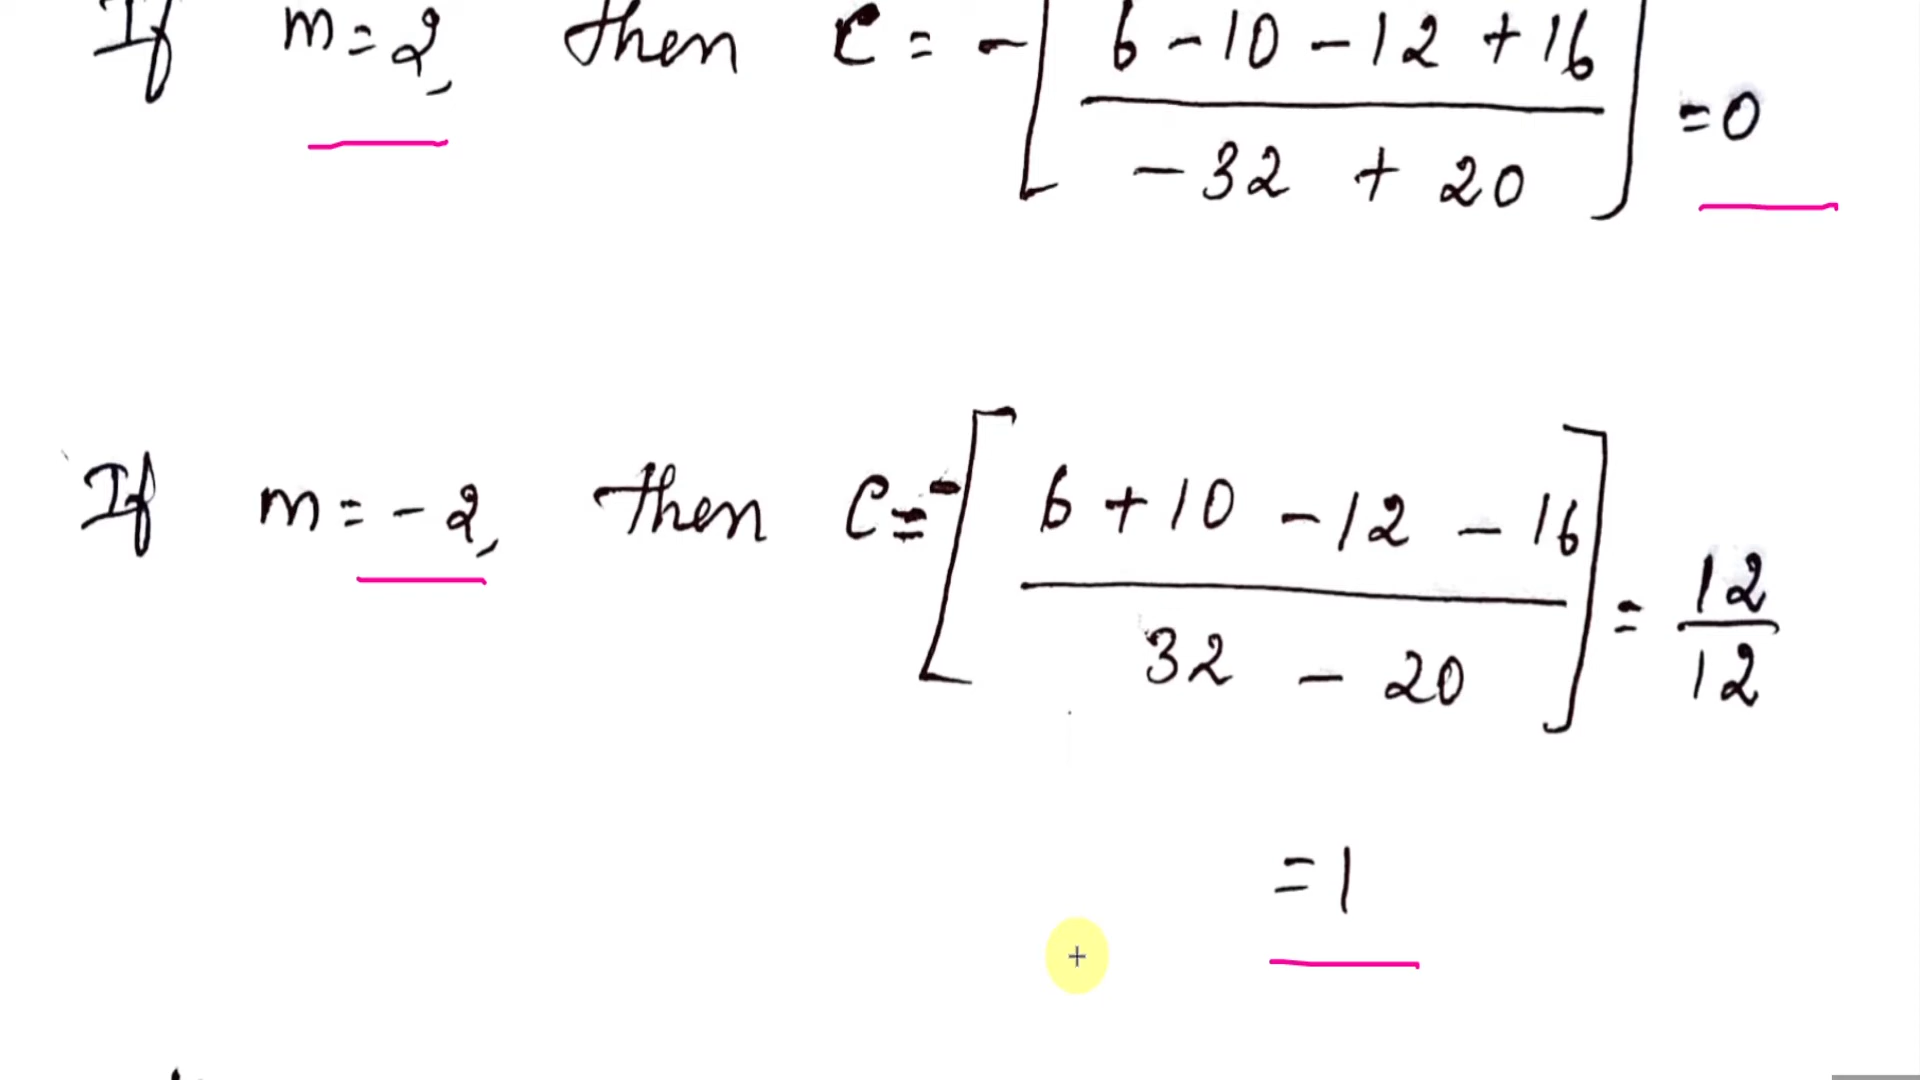 If m = 2, then C = - [ 6 - 10 - 12 + 16 / - 32 + 20 ] = 0
If m = - 2, then C = - [ 6 + 10 - 12 - 16 / 32 - 20 ] = 12 / 12
= 1